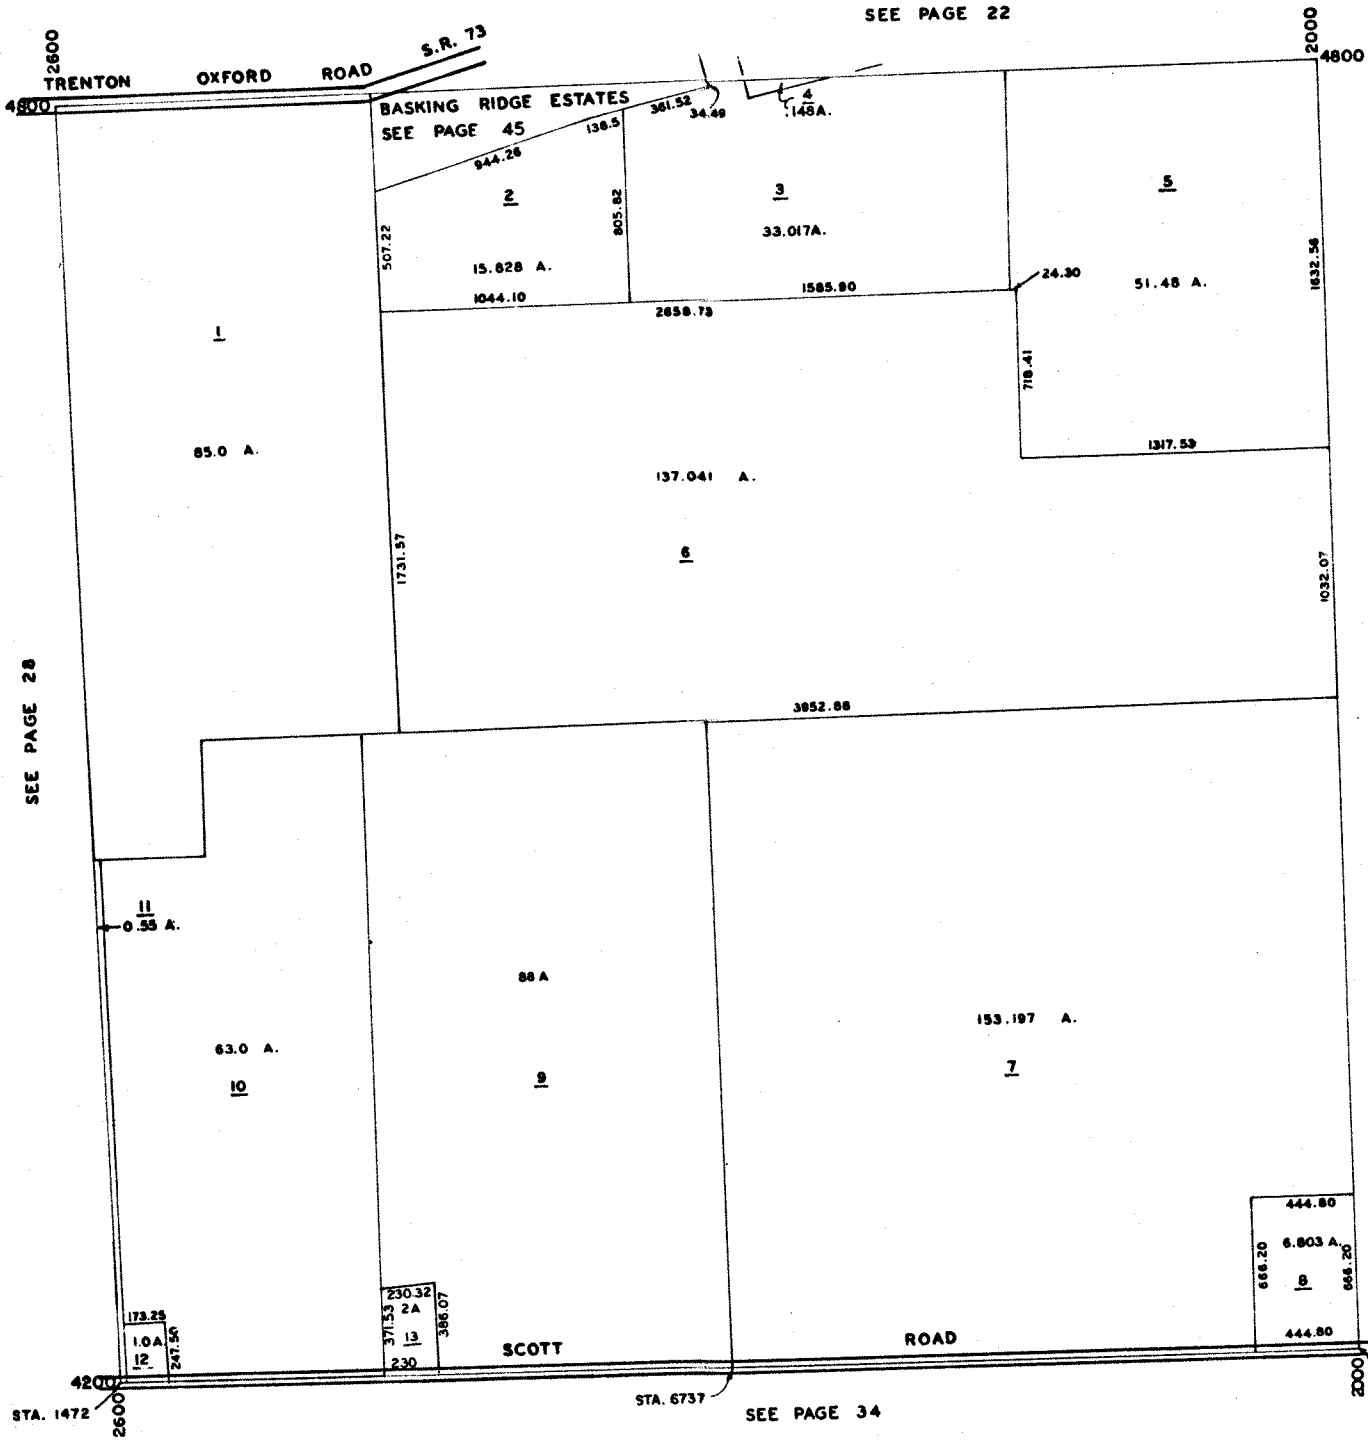 SEE PAGE 22
2600
2000
S.R. 73
TRENTON OXFORD ROAD
4800
4800
BASKING RIDGE ESTATES
SEE PAGE 45
361.52
34.49
4
.148A.
138.5
944.26
2
3
5
805.82
507.22
33.017A.
15.828 A.
1044.10
1585.90
24.30
51.48 A.
1632.56
2658.73
1
718.41
85.0 A.
1317.53
137.041 A.
6
1731.57
1032.07
SEE PAGE 28
3952.88
11
0.55 A.
88 A
153.197 A.
63.0 A.
10
9
7
444.80
6.803 A.
666.20
666.20
8
444.80
230.32
2A
371.53
386.07
13
230
173.25
1.0A
247.50
12
SCOTT ROAD
4200
STA. 1472
2600
STA. 6737
SEE PAGE 34
2000